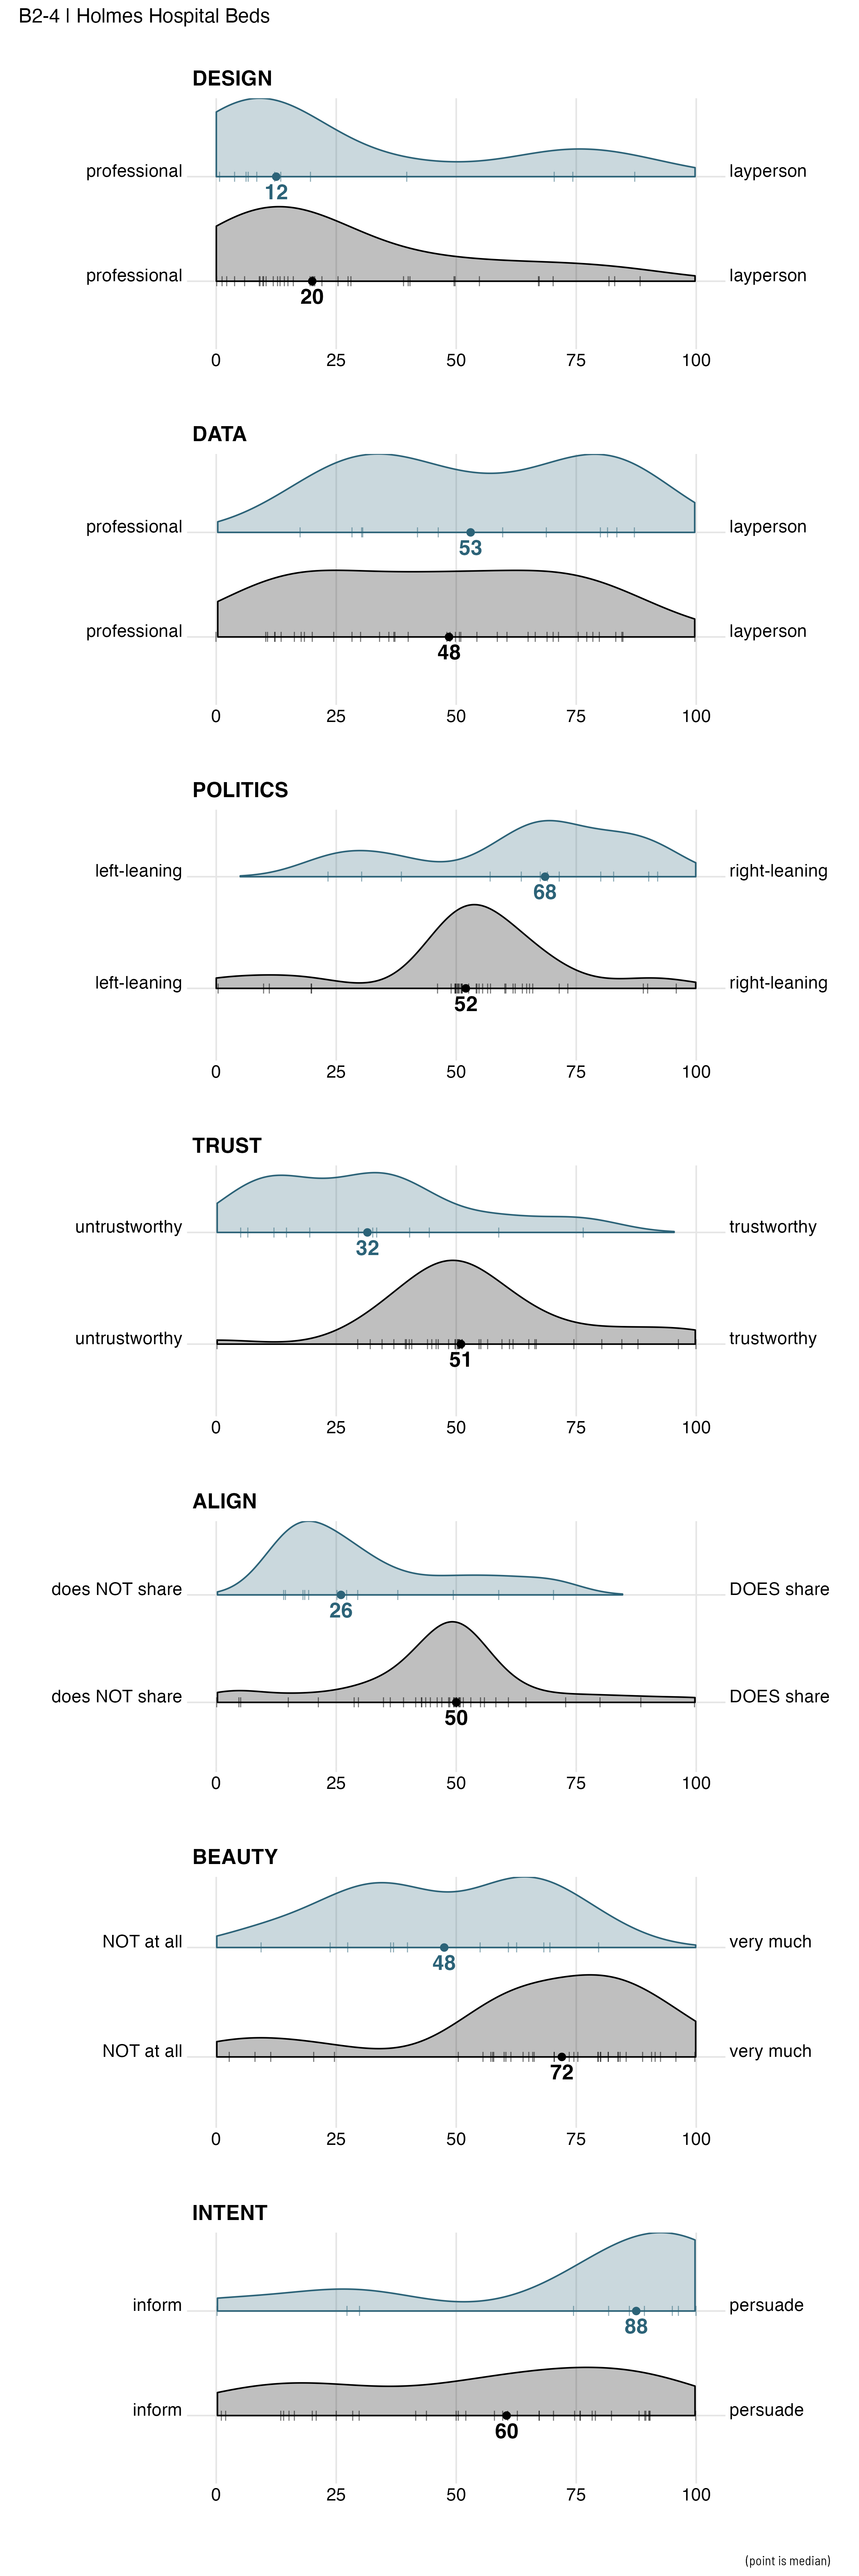 B2-4 | Holmes Hospital Beds
DESIGN
professional layperson
12
professional layperson
20
0 25 50 75 100
DATA
professional layperson
53
professional layperson
48
0 25 50 75 100
POLITICS
left-leaning right-leaning
68
left-leaning right-leaning
52
0 25 50 75 100
TRUST
untrustworthy trustworthy
32
untrustworthy trustworthy
51
0 25 50 75 100
ALIGN
does NOT share DOES share
26
does NOT share DOES share
50
0 25 50 75 100
BEAUTY
NOT at all very much
48
NOT at all very much
72
0 25 50 75 100
INTENT
inform persuade
88
inform persuade
60
0 25 50 75 100
(point is median)